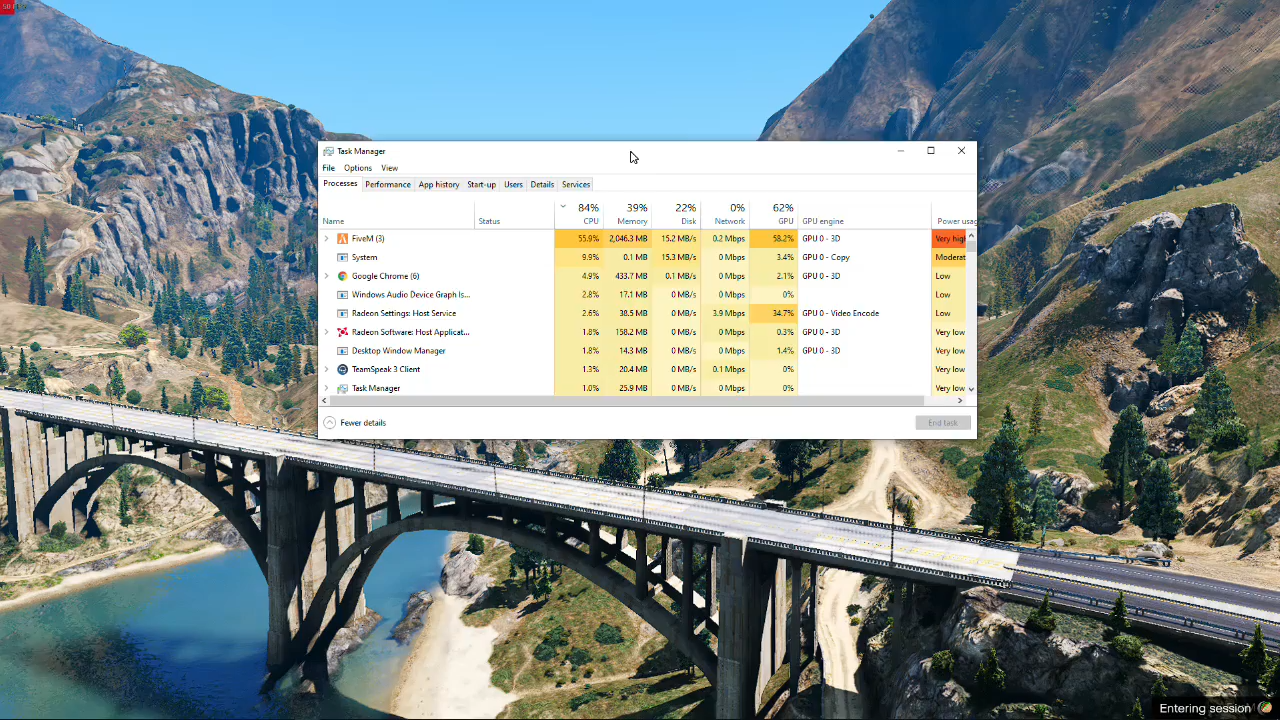 Task Manager
File Options View
Processes Performance App history Start-up Users Details Services
84% 39% 22% 0% 62%
Name Status CPU Memory Disk Network GPU GPU engine Power usag
FiveM (3) 55.9% 2,046.3 MB 15.2 MB/s 0.2 Mbps 58.2% GPU 0 - 3D Very high
System 9.9% 0.1 MB 15.3 MB/s 0 Mbps 3.4% GPU 0 - Copy Moderat
Google Chrome (6) 4.9% 433.7 MB 0.1 MB/s 0 Mbps 2.1% GPU 0 - 3D Low
Windows Audio Device Graph Is... 2.8% 17.1 MB 0 MB/s 0 Mbps 0% Low
Radeon Settings: Host Service 2.6% 38.5 MB 0 MB/s 3.9 Mbps 34.7% GPU 0 - Video Encode Low
Radeon Software: Host Applicat... 1.8% 158.2 MB 0 MB/s 0 Mbps 0.3% GPU 0 - 3D Very low
Desktop Window Manager 1.8% 14.3 MB 0 MB/s 0 Mbps 1.4% GPU 0 - 3D Very low
TeamSpeak 3 Client 1.3% 20.4 MB 0 MB/s 0.1 Mbps 0% Very low
Task Manager 1.0% 25.9 MB 0 MB/s 0 Mbps 0% Very low
Fewer details End task
Entering session